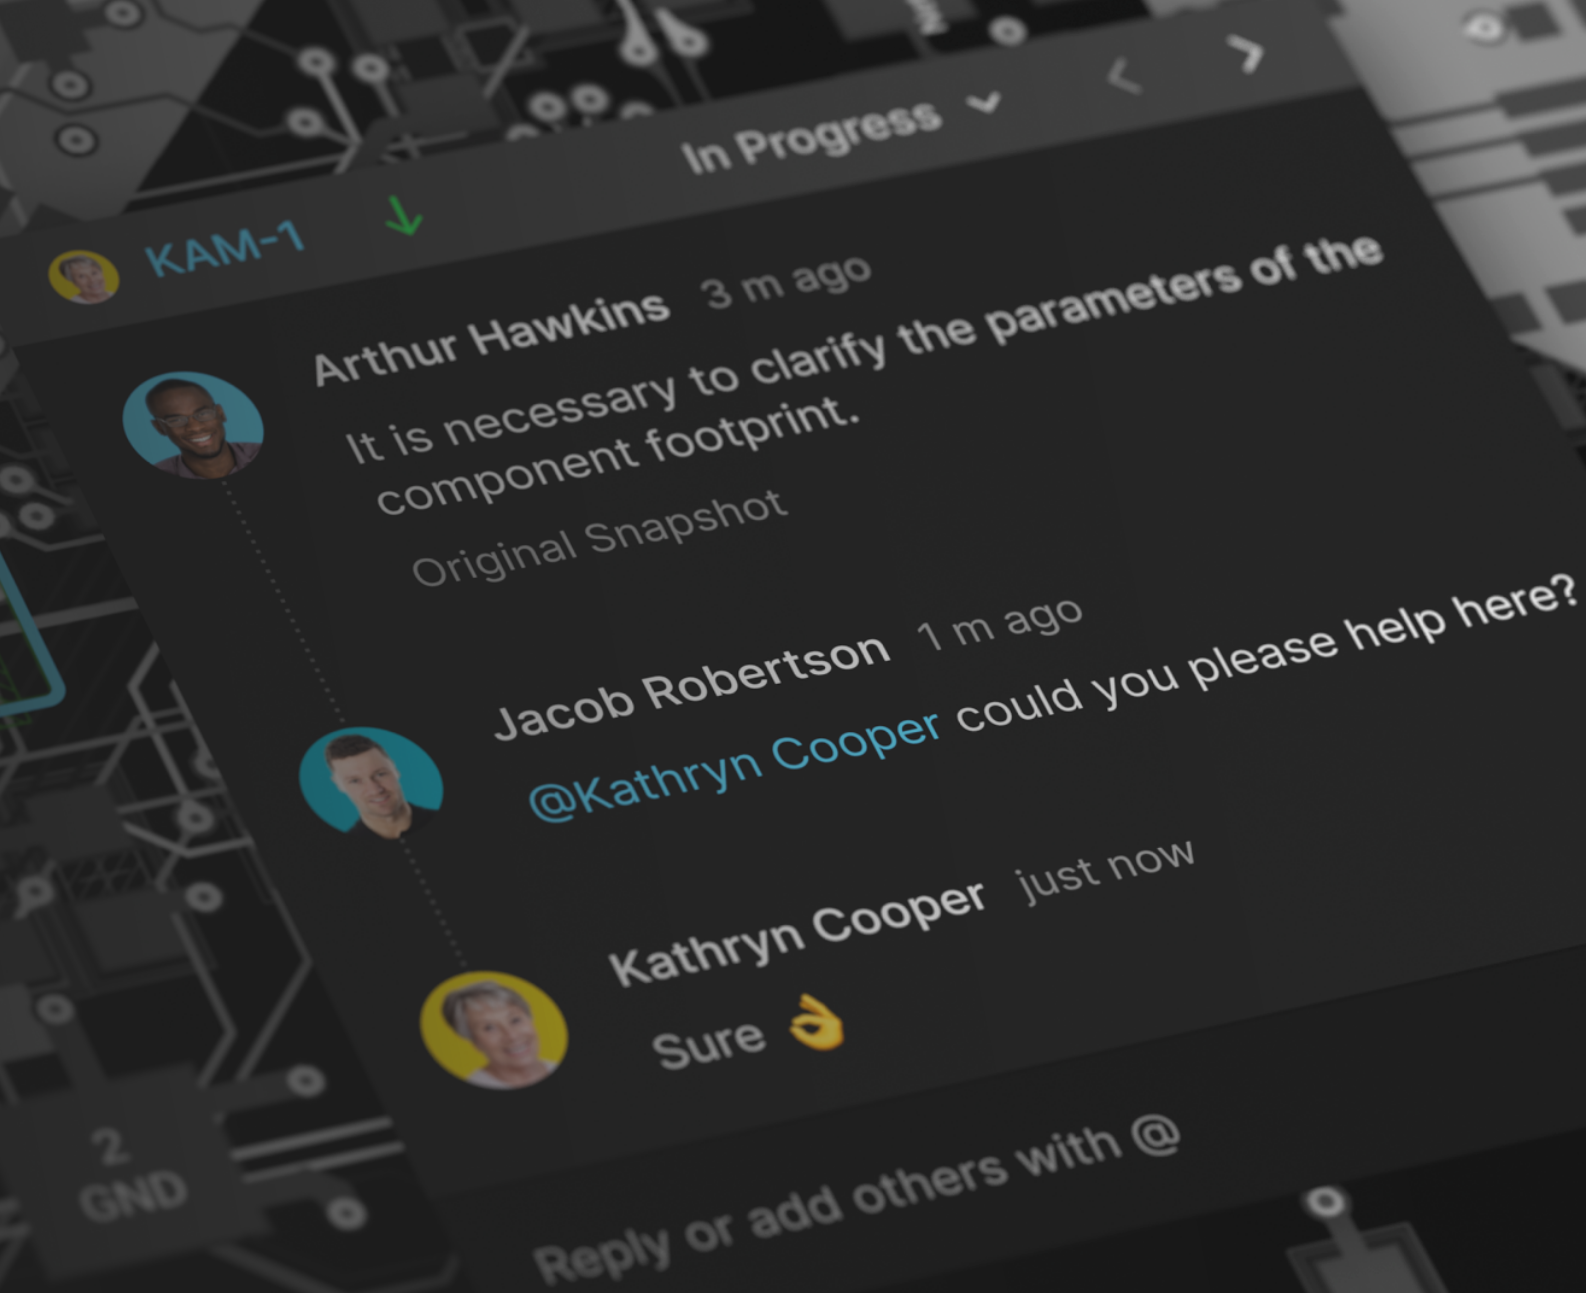 In Progress
KAM-1
Arthur Hawkins 3 m ago
It is necessary to clarify the parameters of the
component footprint.
Original Snapshot
Jacob Robertson 1 m ago
@Kathryn Cooper could you please help here?
Kathryn Cooper just now
Sure 👌
2
GND
Reply or add others with @